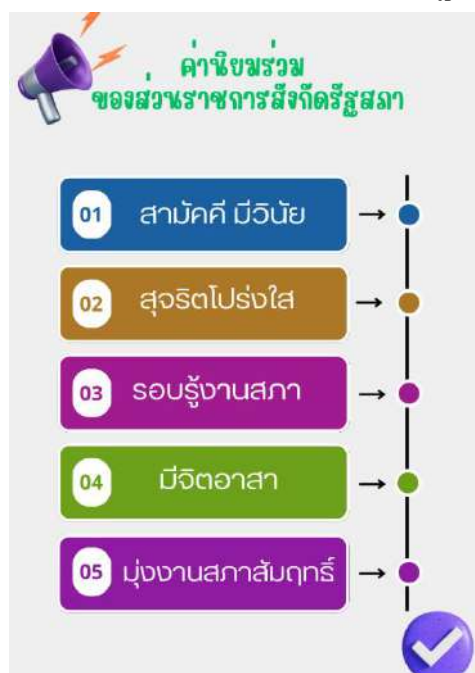 ค่านิยมร่วม
ของส่วนราชการสังกัดรัฐสภา
01 สามัคคี มีวินัย
02 สุจริตโปร่งใส
03 รอบรู้งานสภา
04 มีจิตอาสา
05 มุ่งงานสภาสัมฤทธิ์